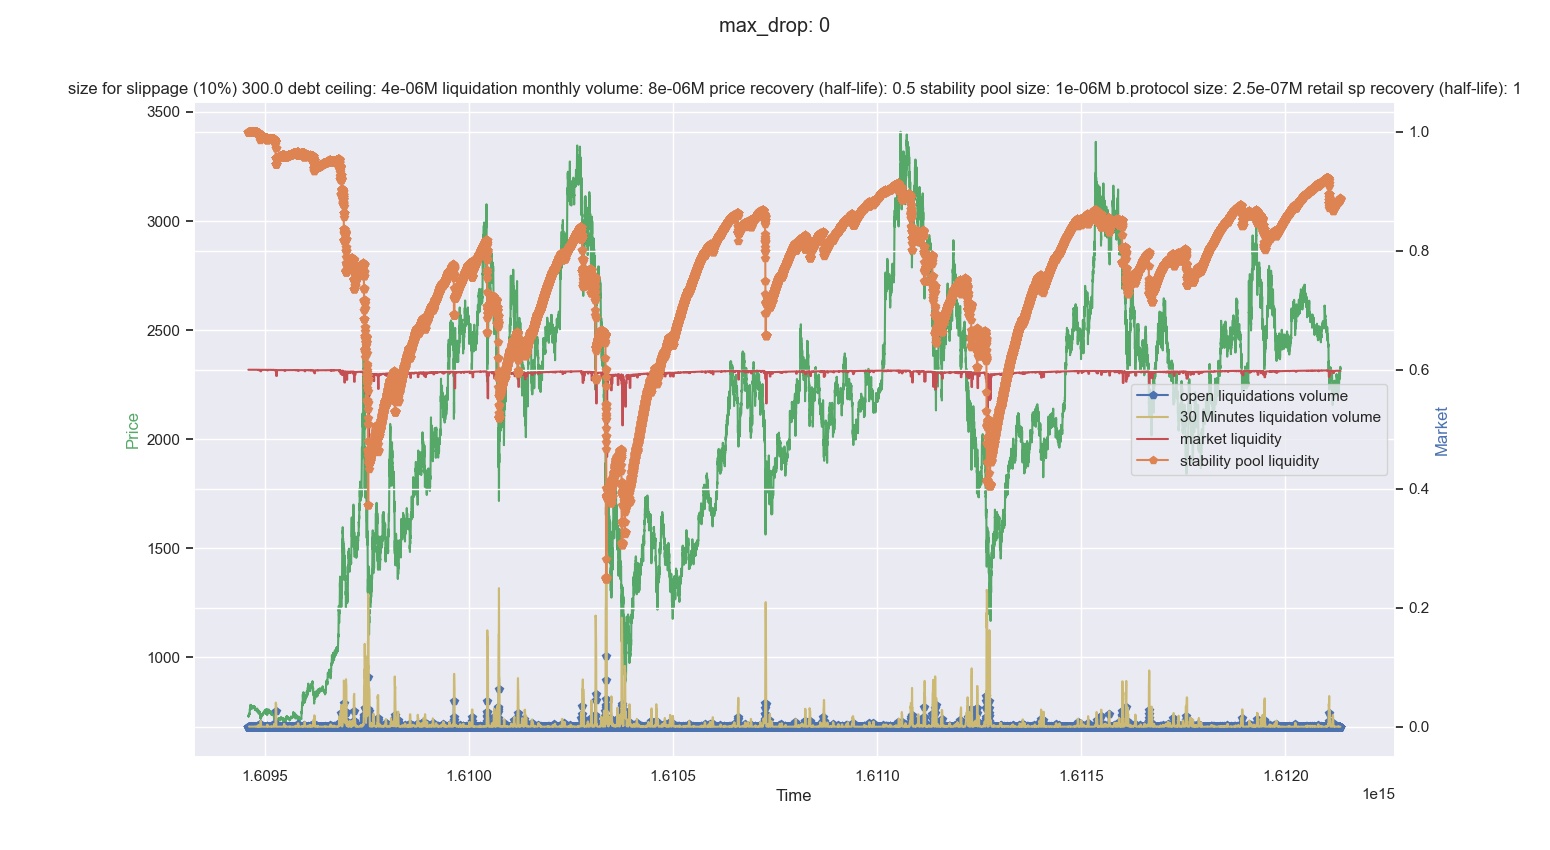 max_drop: 0
size for slippage (10%) 300.0 debt ceiling: 4e-06M liquidation monthly volume: 8e-06M price recovery (half-life): 0.5 stability pool size: 1e-06M b.protocol size: 2.5e-07M retail sp recovery (half-life): 1
3500
3000
2500
2000
1500
1000
Price
1.0
0.8
0.6
0.4
0.2
0.0
Market
open liquidations volume
30 Minutes liquidation volume
market liquidity
stability pool liquidity
1.6095 1.6100 1.6105 1.6110 1.6115 1.6120
Time
1e15